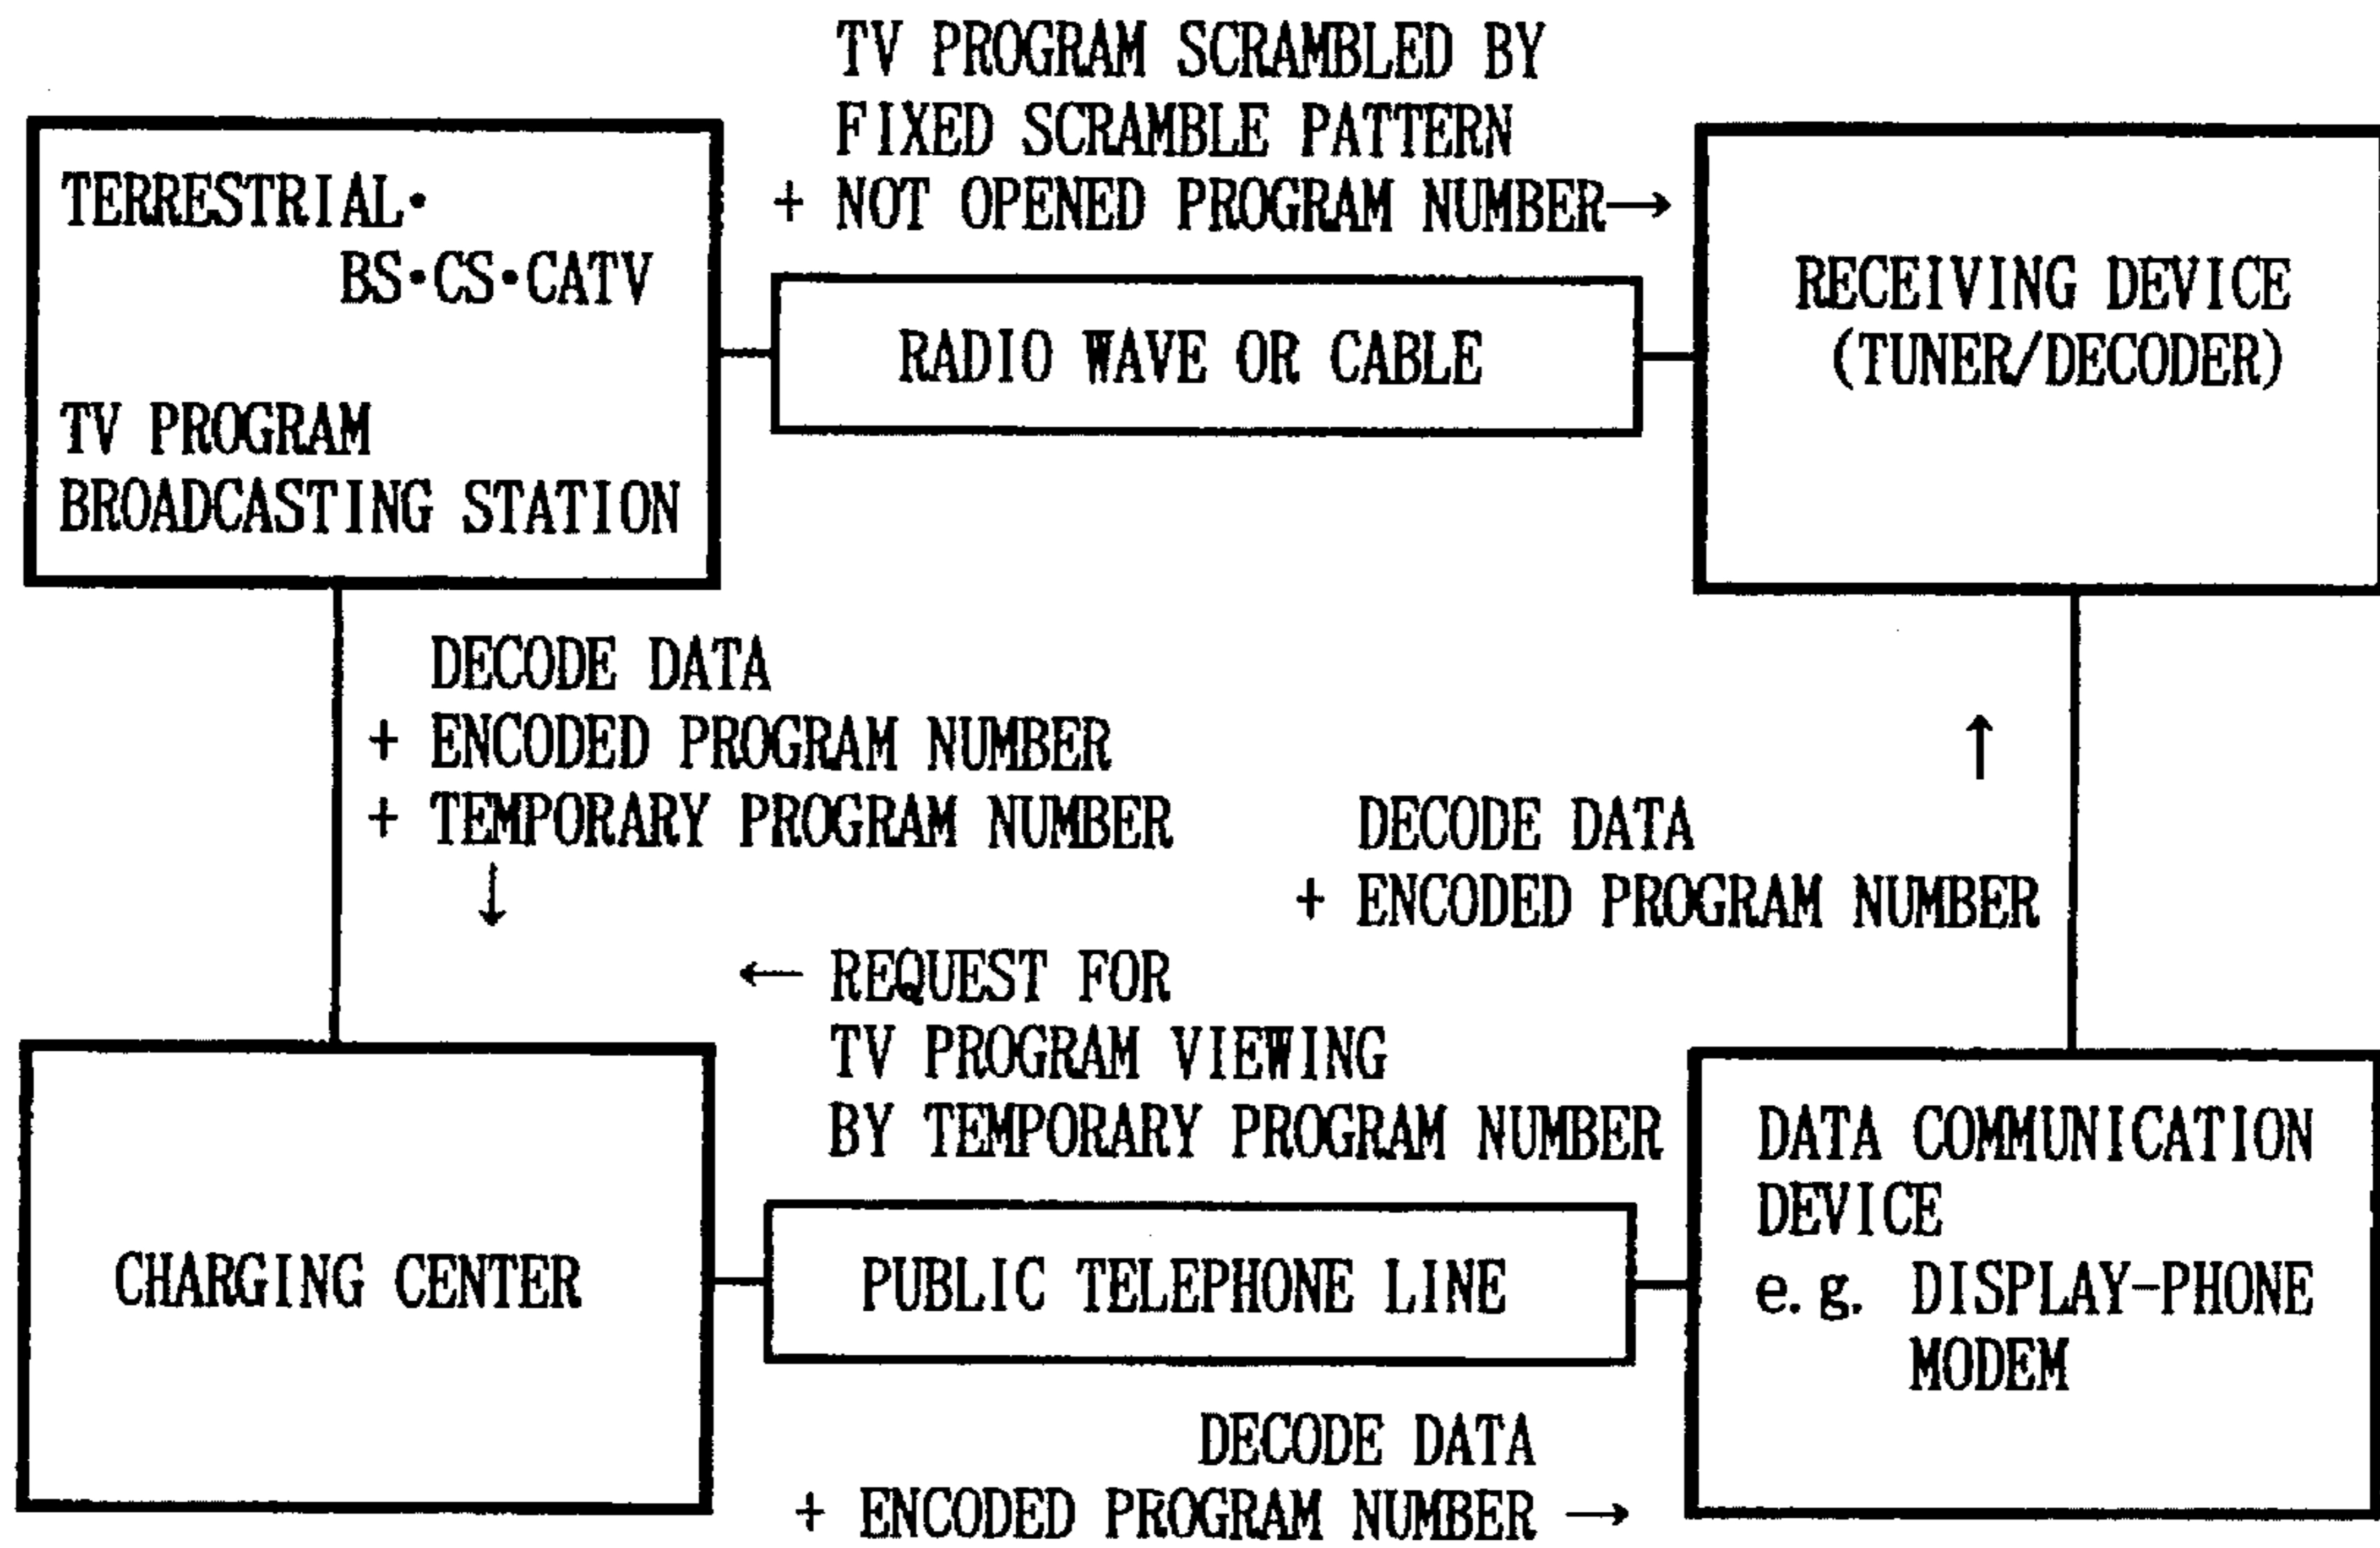 TV PROGRAM SCRAMBLED BY
FIXED SCRAMBLE PATTERN
+ NOT OPENED PROGRAM NUMBER→
TERRESTRIAL・
BS・CS・CATV
TV PROGRAM
BROADCASTING STATION
RADIO WAVE OR CABLE
RECEIVING DEVICE
(TUNER/DECODER)
DECODE DATA
+ ENCODED PROGRAM NUMBER
+ TEMPORARY PROGRAM NUMBER
↓
↑
DECODE DATA
+ ENCODED PROGRAM NUMBER
← REQUEST FOR
TV PROGRAM VIEWING
BY TEMPORARY PROGRAM NUMBER
CHARGING CENTER
PUBLIC TELEPHONE LINE
DATA COMMUNICATION
DEVICE
e.g. DISPLAY-PHONE
MODEM
DECODE DATA
+ ENCODED PROGRAM NUMBER →